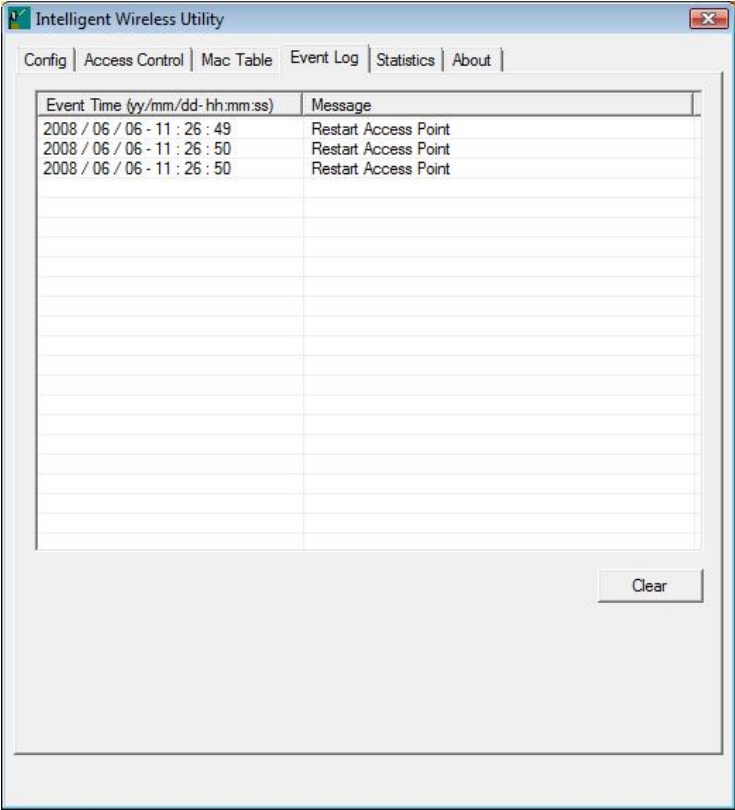 Intelligent Wireless Utility
Config Access Control Mac Table Event Log Statistics About
Event Time (yy/mm/dd- hh:mm:ss) Message
2008 / 06 / 06 - 11 : 26 : 49 Restart Access Point
2008 / 06 / 06 - 11 : 26 : 50 Restart Access Point
2008 / 06 / 06 - 11 : 26 : 50 Restart Access Point
Clear